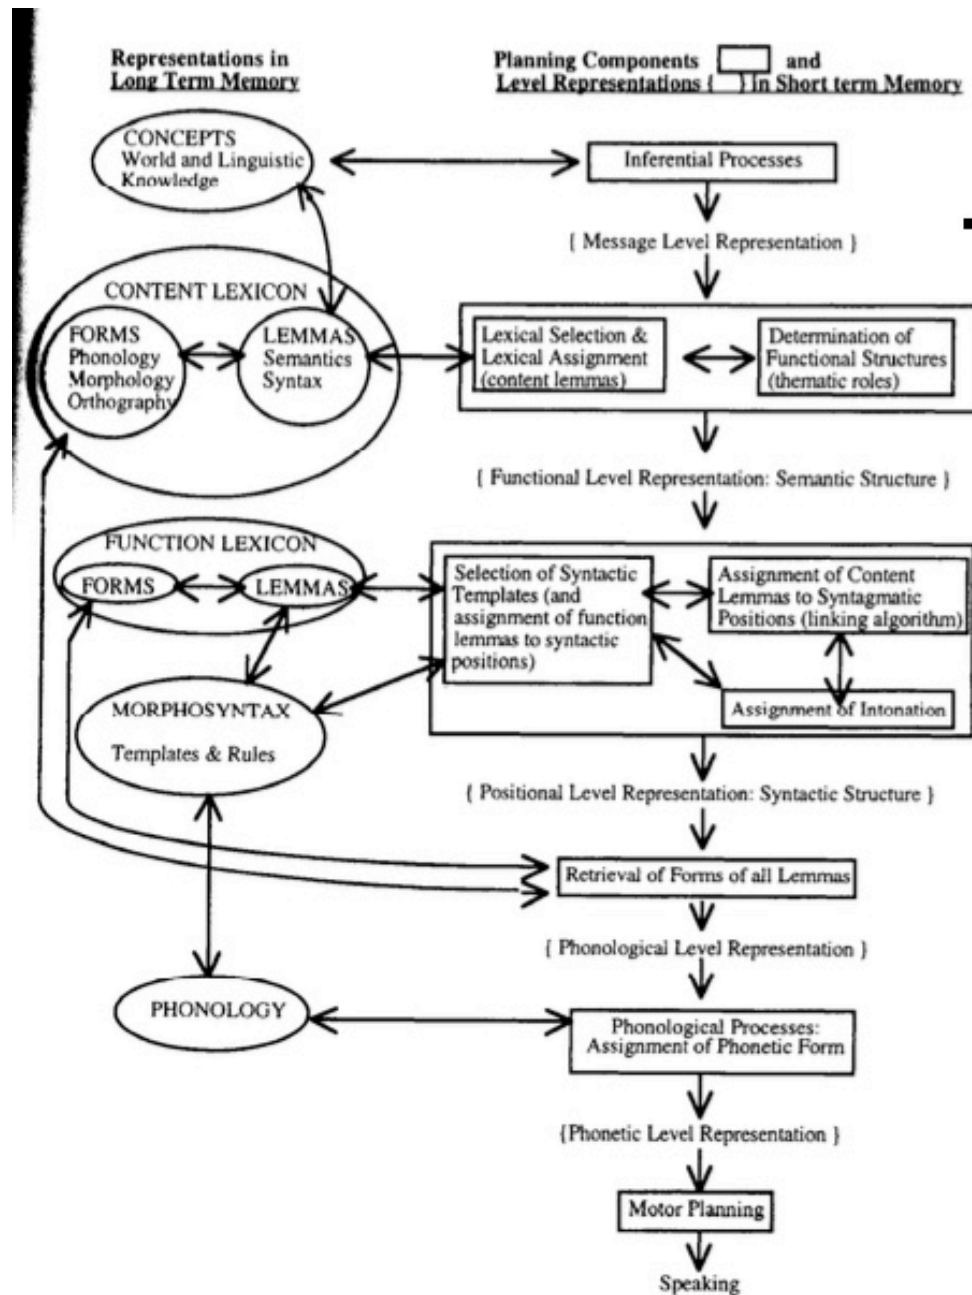 Representations in
Long Term Memory
Planning Components and
Level Representations { } in Short term Memory
CONCEPTS
World and Linguistic
Knowledge
Inferential Processes
{ Message Level Representation }
CONTENT LEXICON
FORMS
Phonology
Morphology
Orthography
LEMMAS
Semantics
Syntax
Lexical Selection &
Lexical Assignment
(content lemmas)
Determination of
Functional Structures
(thematic roles)
{ Functional Level Representation: Semantic Structure }
FUNCTION LEXICON
FORMS
LEMMAS
Selection of Syntactic
Templates (and
assignment of function
lemmas to syntactic
positions)
Assignment of Content
Lemmas to Syntagmatic
Positions (linking algorithm)
Assignment of Intonation
MORPHOSYNTAX
Templates & Rules
{ Positional Level Representation: Syntactic Structure }
Retrieval of Forms of all Lemmas
{ Phonological Level Representation }
PHONOLOGY
Phonological Processes:
Assignment of Phonetic Form
{Phonetic Level Representation }
Motor Planning
Speaking